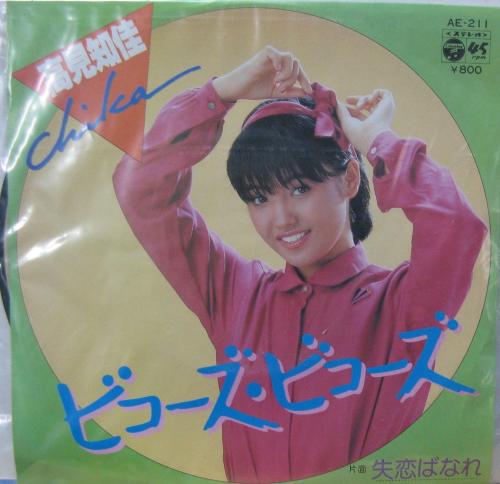 AE-211
<ステレオ>
45
rpm
¥800
高見知佳
chika
ビコーズ・ビコーズ
片面 失恋ばなれ